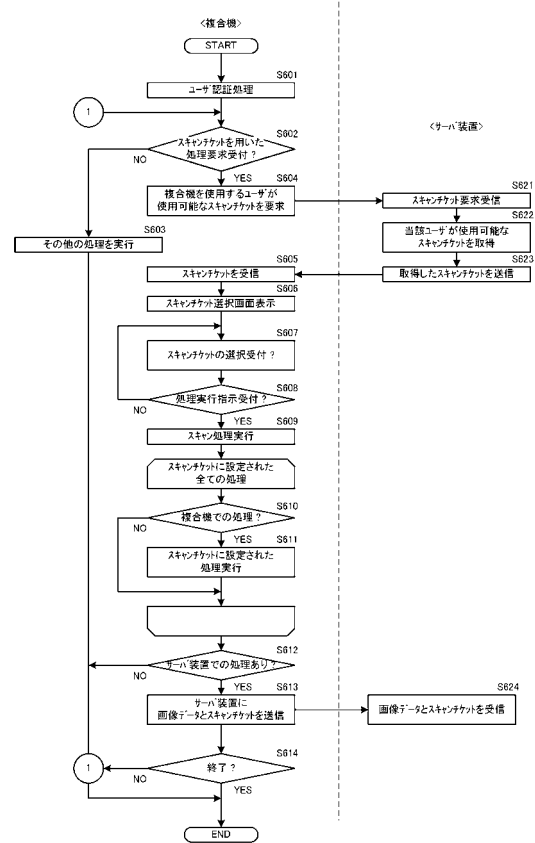 <複合機>
START
S601
ユーザ認証処理
1
S602
スキャンチケットを用いた
処理要求受付？
<サーバ装置>
NO
YES
S604
複合機を使用するユーザが
使用可能なスキャンチケットを要求
S621
スキャンチケット要求受信
S622
当該ユーザが使用可能な
スキャンチケットを取得
S603
その他の処理を実行
S605
スキャンチケットを受信
S623
取得したスキャンチケットを送信
S606
スキャンチケット選択画面表示
S607
スキャンチケットの選択受付？
S608
処理実行指示受付？
NO
YES
S609
スキャン処理実行
スキャンチケットに設定された
全ての処理
S610
複合機での処理？
NO
YES
S611
スキャンチケットに設定された
処理実行
S612
サーバ装置での処理あり？
NO
YES
S613
サーバ装置に
画像データとスキャンチケットを送信
S624
画像データとスキャンチケットを受信
S614
終了？
1
NO
YES
END